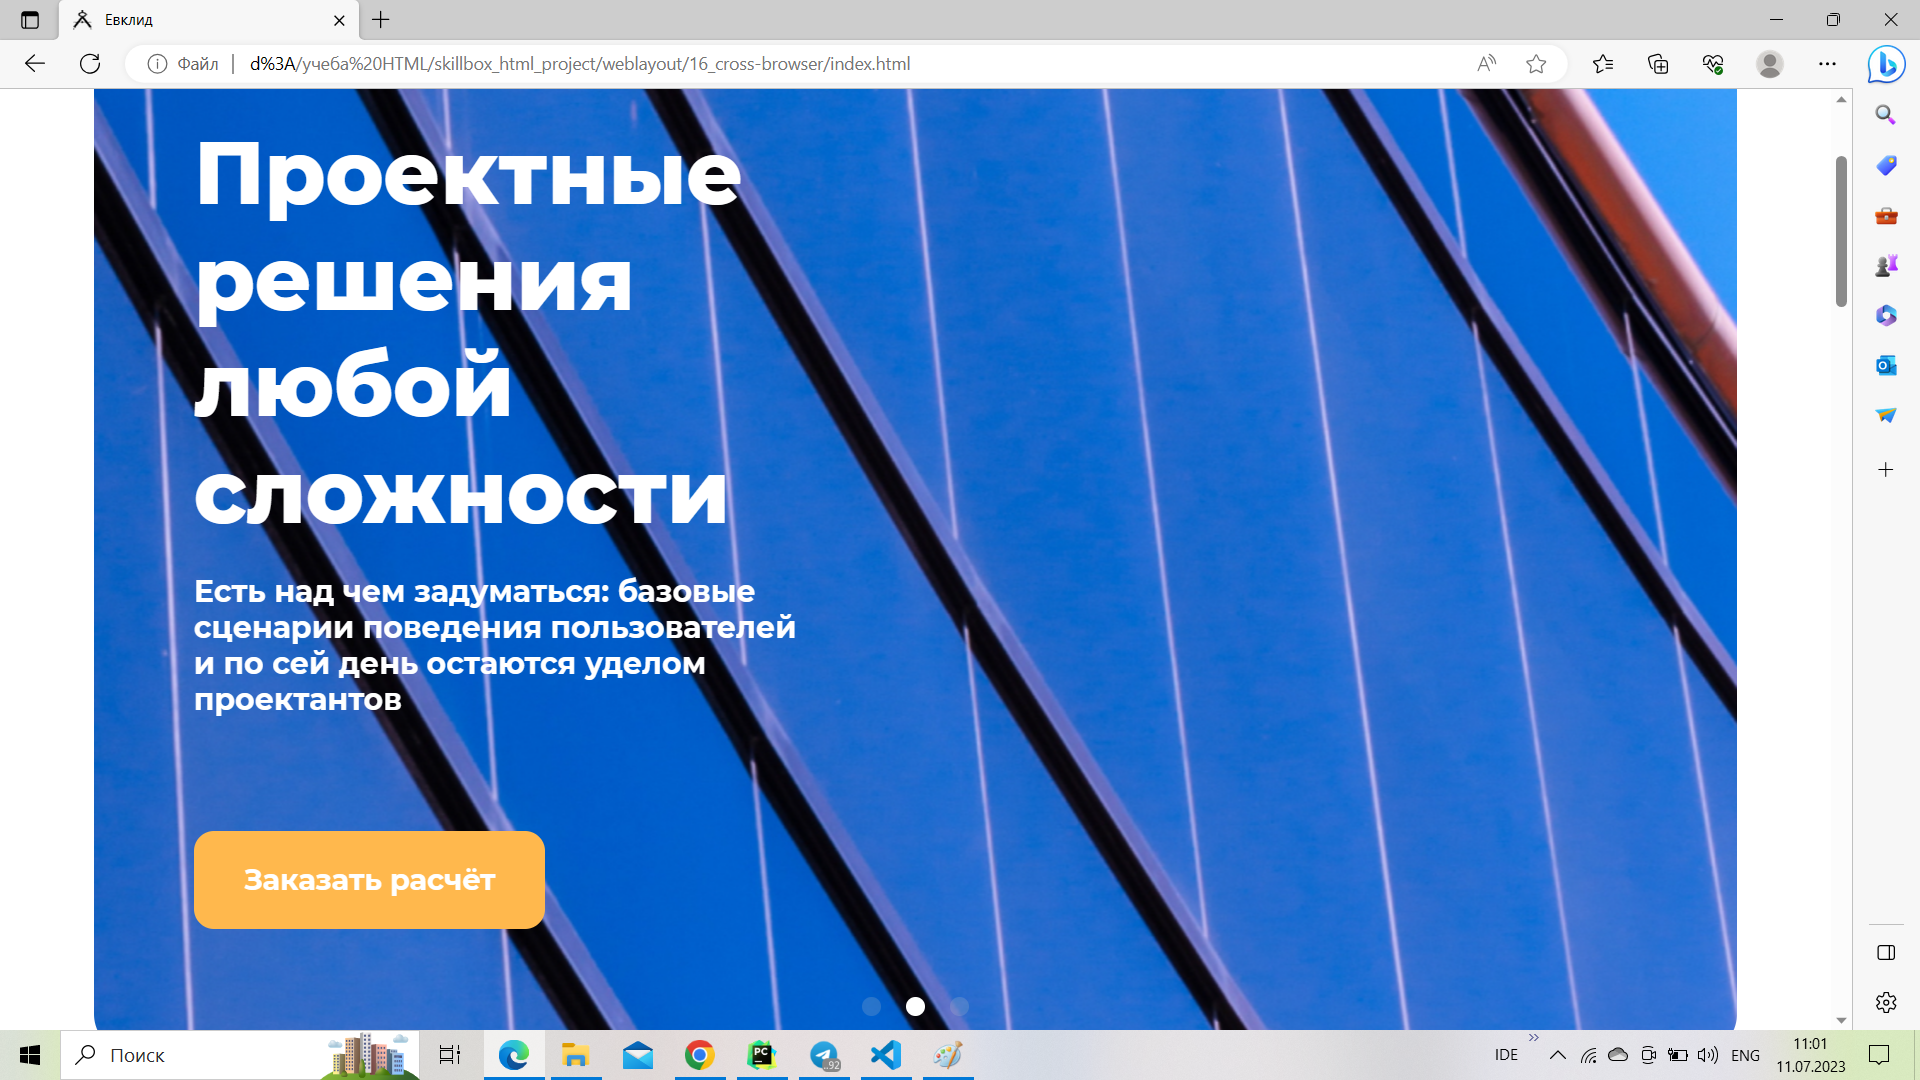 Евклид
Файл
d%3A/учеба%20HTML/skillbox_html_project/weblayout/16_cross-browser/index.html
Проектные
решения
любой
сложности
Есть над чем задуматься: базовые
сценарии поведения пользователей
и по сей день остаются уделом
проектантов
Заказать расчёт
Поиск
PC
..92
IDE
ENG
11:01
11.07.2023